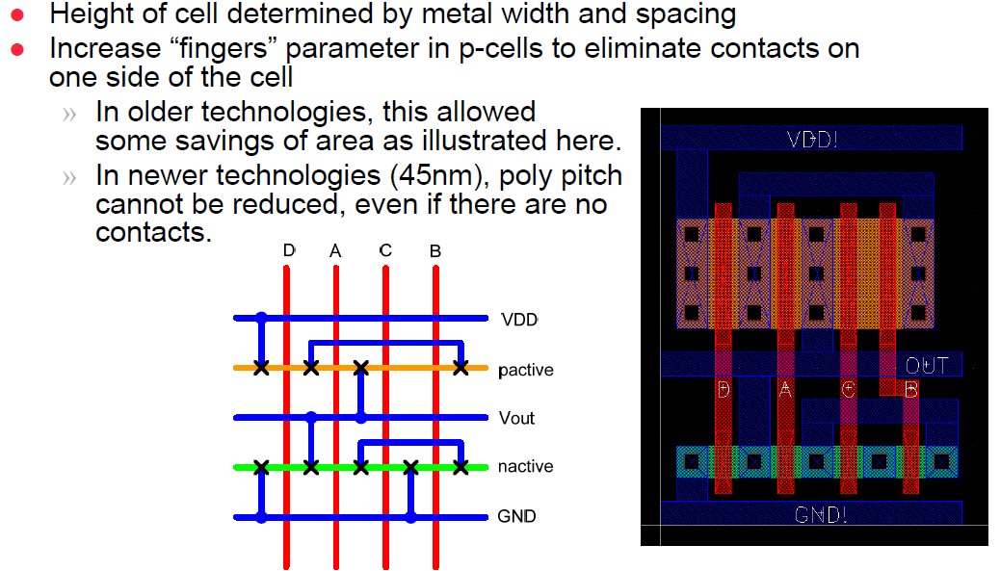 Height of cell determined by metal width and spacing
Increase “fingers” parameter in p-cells to eliminate contacts on
one side of the cell
» In older technologies, this allowed
some savings of area as illustrated here.
» In newer technologies (45nm), poly pitch
cannot be reduced, even if there are no
contacts.
D A C B
VDD
pactive
Vout
nactive
GND
VDD!
OUT
D A C B
GND!